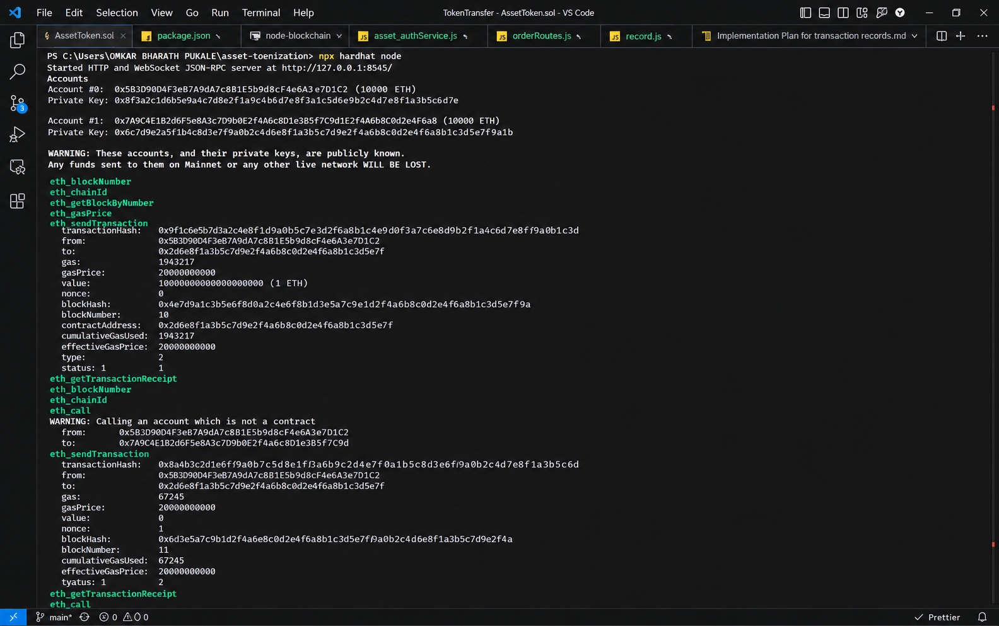 File Edit Selection View Go Run Terminal Help
TokenTransfer - AssetToken.sol - VS Code
AssetToken.sol
package.json
node-blockchain
JS asset_authService.js
JS orderRoutes.js
JS record.js
Implementation Plan for transaction records.md
PS C:\Users\OMKAR BHARATH PUKALE\asset-toenization> npx hardhat node
Started HTTP and WebSocket JSON-RPC server at http://127.0.0.1:8545/
Accounts
Account #0: 0x5B3D90D4F3eB7A9dA7c8B1E5b9d8cF4e6A3e7D1C2 (10000 ETH)
Private Key: 0x8f3a2c1d6b5e9a4c7d8e2f1a9c4b6d7e8f3a1c5d6e9b2c4d7e8f1a3b5c6d7e
Account #1: 0x7A9C4E1B2d6F5e8A3c7D9b0E2f4A6c8D1e3B5f7C9d1E2f4A6b8C0d2e4F6a8 (10000 ETH)
Private Key: 0x6c7d9e2a5f1b4c8d3e7f9a0b2c4d6e8f1a3b5c7d9e2f4a6b8c0d2e4f6a8b1c3d5e7f9a1b
WARNING: These accounts, and their private keys, are publicly known.
Any funds sent to them on Mainnet or any other live network WILL BE LOST.
eth_blockNumber
eth_chainId
eth_getBlockByNumber
eth_gasPrice
eth_sendTransaction
transactionHash: 0x9f1c6e5b7d3a2c4e8f1d9a0b5c7e3d2f6a8b1c4e9d0f3a7c6e8d9b2f1a4c6d7e8ff9a0b1c3d
from: 0x5B3D90D4F3eB7A9dA7c8B1E5b9d8cF4e6A3e7D1C2
to: 0x2d6e8f1a3b5c7d9e2f4a6b8c0d2e4f6a8b1c3d5e7f
gas: 1943217
gasPrice: 20000000000
value: 10000000000000000000 (1 ETH)
nonce: 0
blockHash: 0x4e7d9a1c3b5e6f8d0a2c4e6f8b1d3e5a7c9e1d2f4a6b8c0d2e4f6a8b1c3d5e7f9a
blockNumber: 10
contractAddress: 0x2d6e8f1a3b5c7d9e2f4a6b8c0d2e4f6a8b1c3d5e7f
cumulativeGasUsed: 1943217
effectiveGasPrice: 20000000000
type: 2
status: 1 1
eth_getTransactionReceipt
eth_blockNumber
eth_chainId
eth_call
WARNING: Calling an account which is not a contract
from: 0x5B3D90D4F3eB7A9dA7c8B1E5b9d8cF4e6A3e7D1C2
to: 0x7A9C4E1B2d6F5e8A3c7D9b0E2f4a6c8D1e3B5f7C9d
eth_sendTransaction
transactionHash: 0x8a4b3c2d1e6ff9a0b7c5d8e1ff3a6b9c2d4e7f0a1b5c8d3e6f9a0b2c4d7e8f1a3b5c6d
from: 0x5B3D90D4F3eB7A9dA7c8B1E5b9d8cF4e6A3e7D1C2
to: 0x2d6e8f1a3b5c7d9e2f4a6b8c0d2e4f6a8b1c3d5e7f
gas: 67245
gasPrice: 20000000000
value: 0
nonce: 1
blockHash: 0x6d3e5a7c9b1d2f4a6e8c0d2e4f6a8b1c3d5e7f9a0b2c4d6e8f1a3b5c7d9e2f4a
blockNumber: 11
cumulativeGasUsed: 67245
effectiveGasPrice: 20000000000
tyatus: 1 2
eth_getTransactionReceipt
eth_call
3
main* 0 0 Prettier